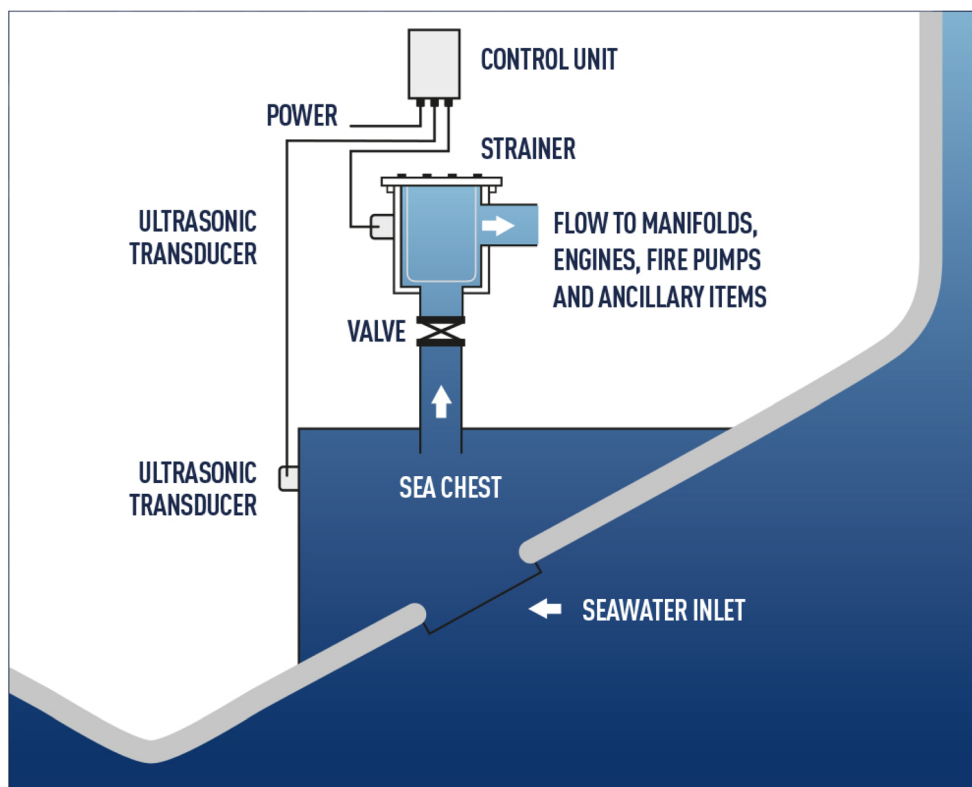 CONTROL UNIT
POWER
STRAINER
ULTRASONIC
TRANSDUCER
FLOW TO MANIFOLDS,
ENGINES, FIRE PUMPS
AND ANCILLARY ITEMS
VALVE
ULTRASONIC
TRANSDUCER
SEA CHEST
SEAWATER INLET